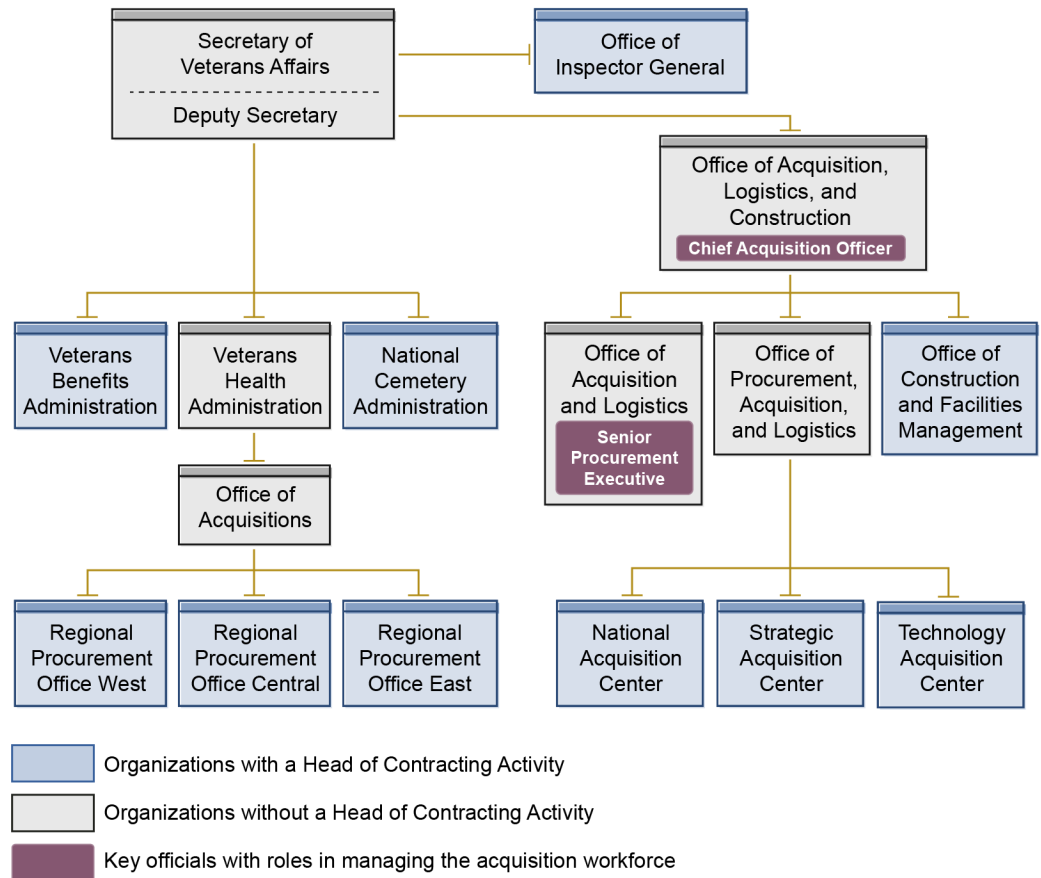 Secretary of
Veterans Affairs
Deputy Secretary
Office of
Inspector General
Office of Acquisition,
Logistics, and
Construction
Chief Acquisition Officer
Veterans
Benefits
Administration
Veterans
Health
Administration
National
Cemetery
Administration
Office of
Acquisition
and Logistics
Senior
Procurement
Executive
Office of
Procurement,
Acquisition,
and Logistics
Office of
Construction
and Facilities
Management
Office of
Acquisitions
Regional
Procurement
Office West
Regional
Procurement
Office Central
Regional
Procurement
Office East
National
Acquisition
Center
Strategic
Acquisition
Center
Technology
Acquisition
Center
Organizations with a Head of Contracting Activity
Organizations without a Head of Contracting Activity
Key officials with roles in managing the acquisition workforce